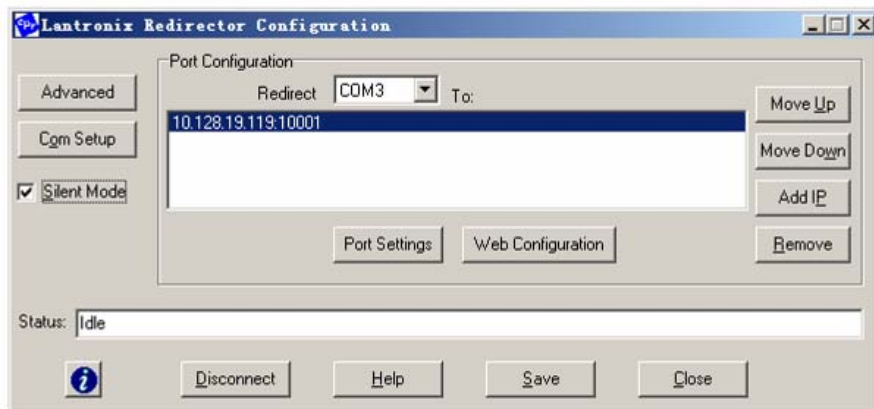 Lantronix Redirector Configuration
Port Configuration
Advanced
Redirect COM3 To:
Move Up
10.128.19.119:10001
Com Setup
Move Down
Silent Mode
Add IP
Port Settings
Web Configuration
Remove
Status: Idle
Disconnect
Help
Save
Close